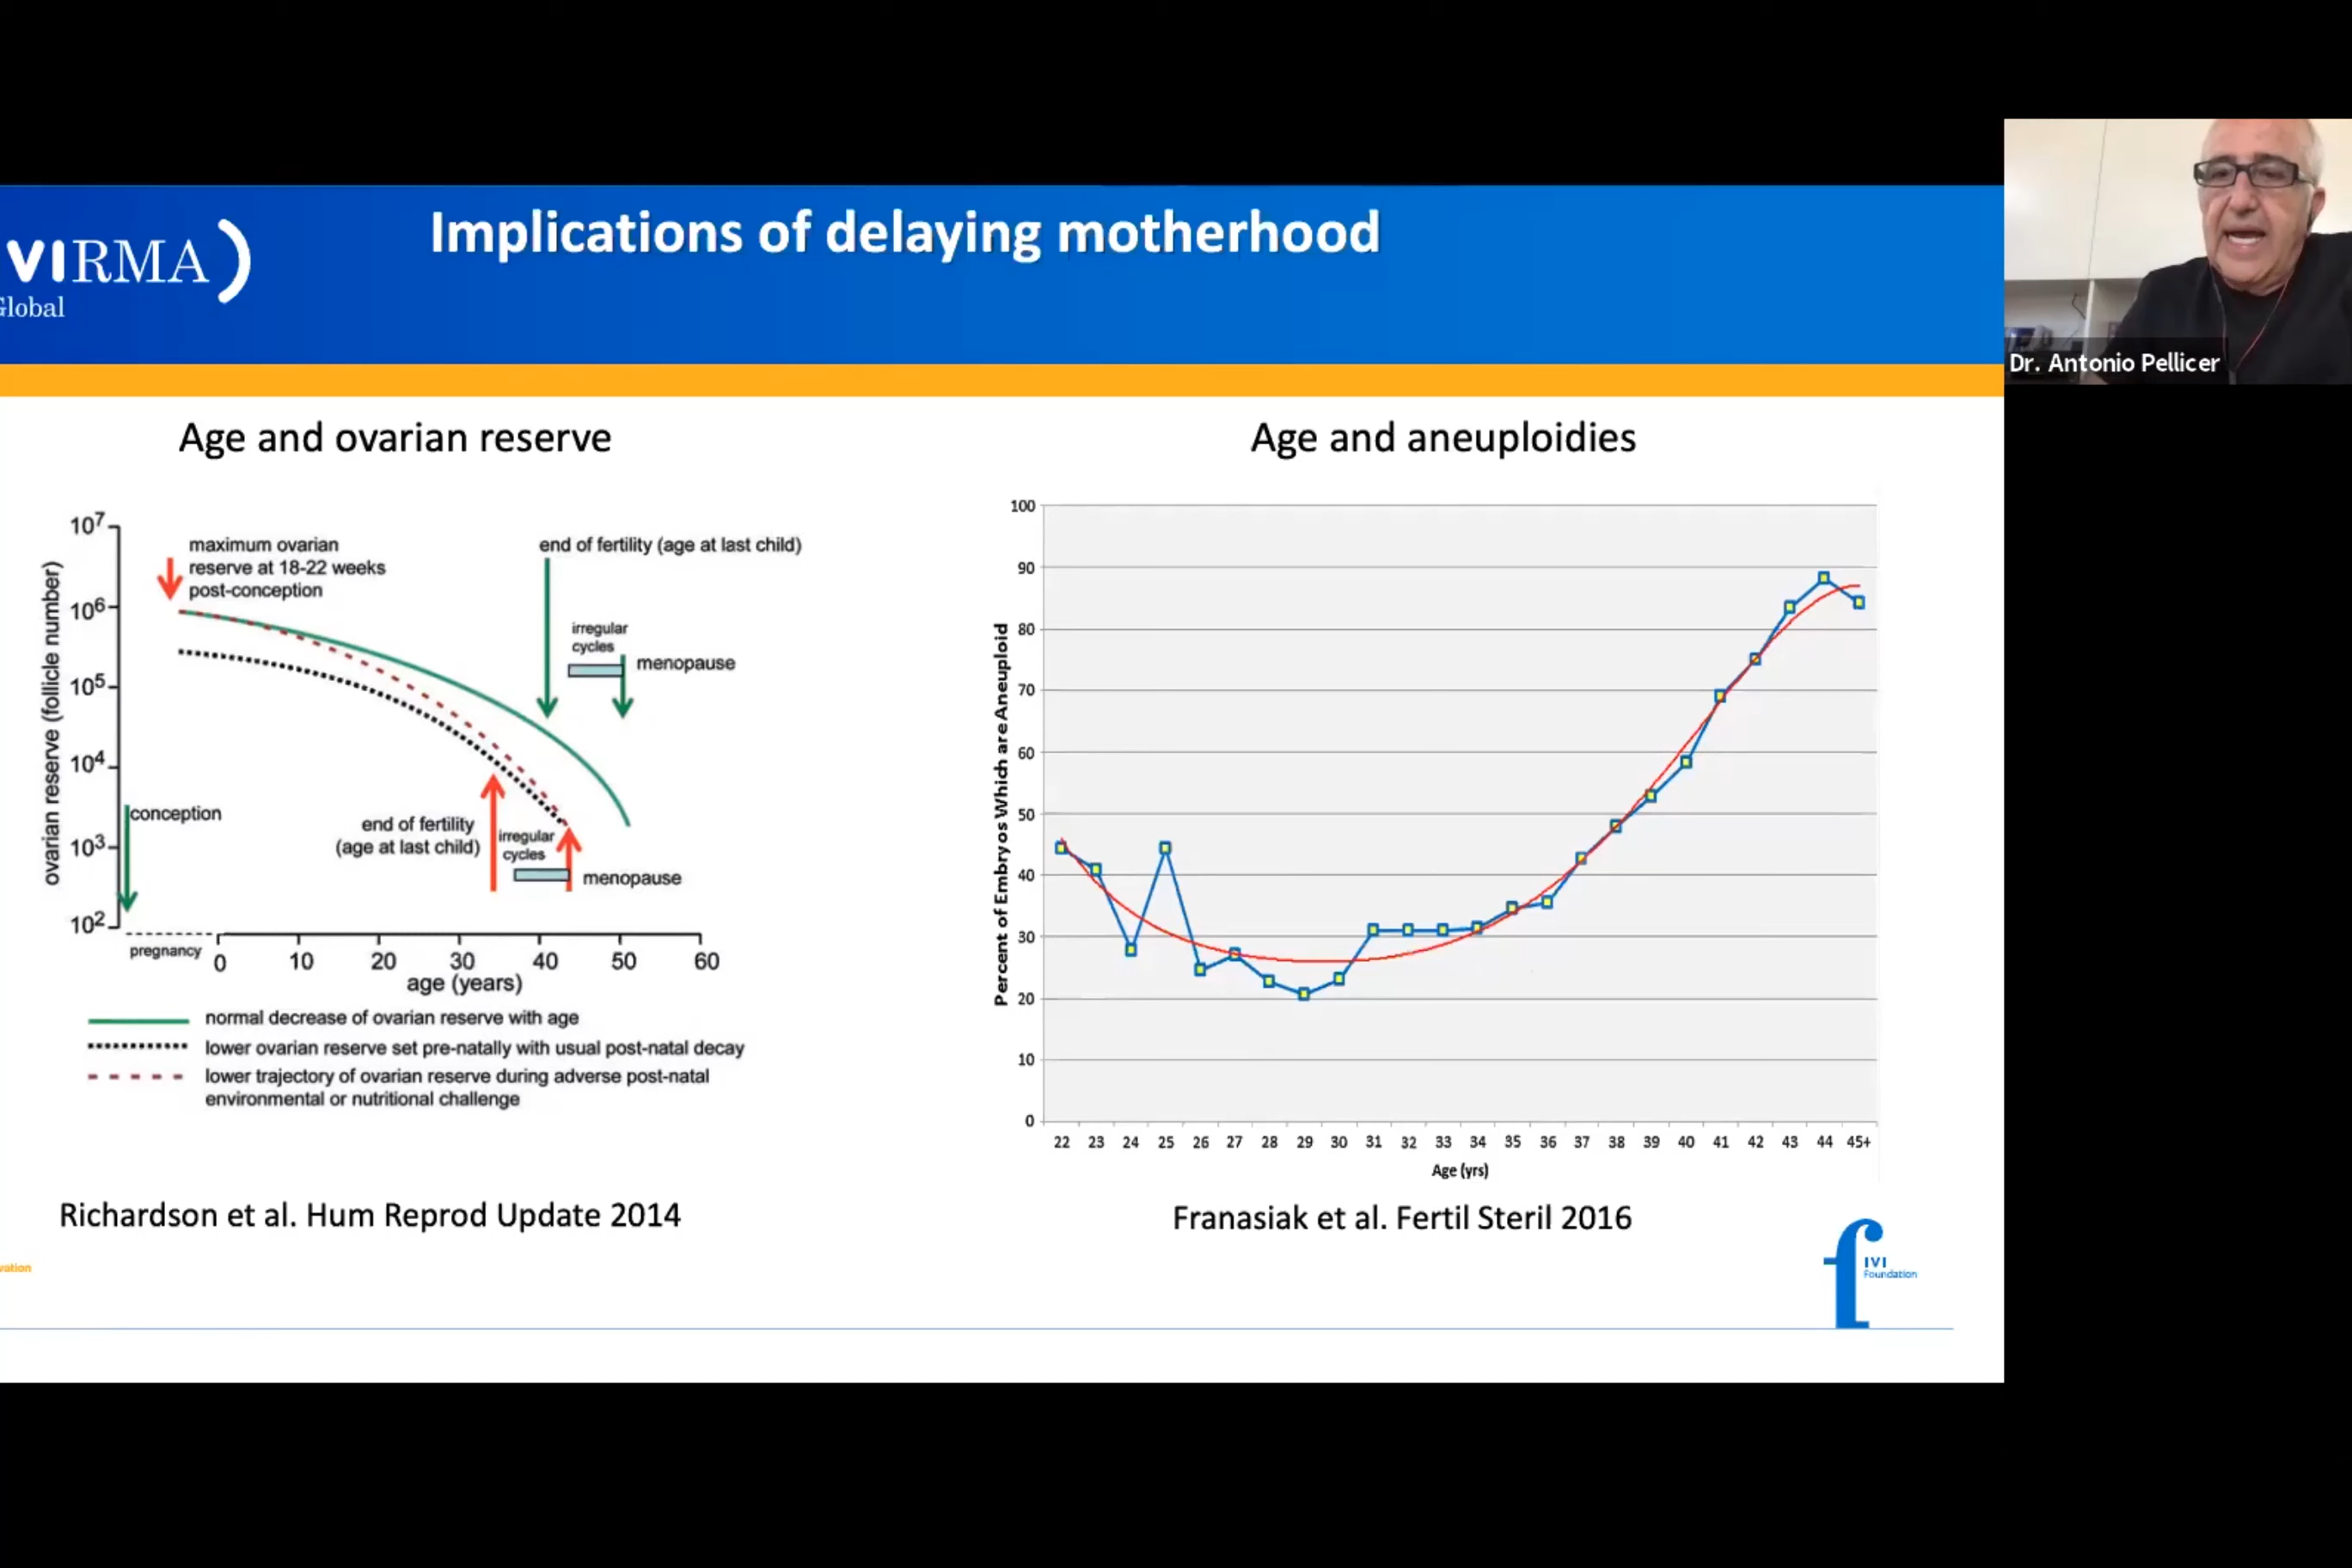 VIRMA
Global
Implications of delaying motherhood
Dr. Antonio Pellicer
Age and ovarian reserve
ovarian reserve (follicle number)
10^7
10^6
10^5
10^4
10^3
10^2
maximum ovarian
reserve at 18-22 weeks
post-conception
end of fertility (age at last child)
irregular
cycles
menopause
conception
end of fertility
(age at last child)
irregular
cycles
menopause
pregnancy
0 10 20 30 40 50 60
age (years)
normal decrease of ovarian reserve with age
lower ovarian reserve set pre-natally with usual post-natal decay
lower trajectory of ovarian reserve during adverse post-natal
environmental or nutritional challenge
Richardson et al. Hum Reprod Update 2014
Age and aneuploidies
Percent of Embryos Which are Aneuploid
100
90
80
70
60
50
40
30
20
10
0
22 23 24 25 26 27 28 29 30 31 32 33 34 35 36 37 38 39 40 41 42 43 44 45+
Age (yrs)
Franasiak et al. Fertil Steril 2016
IVI
Foundation